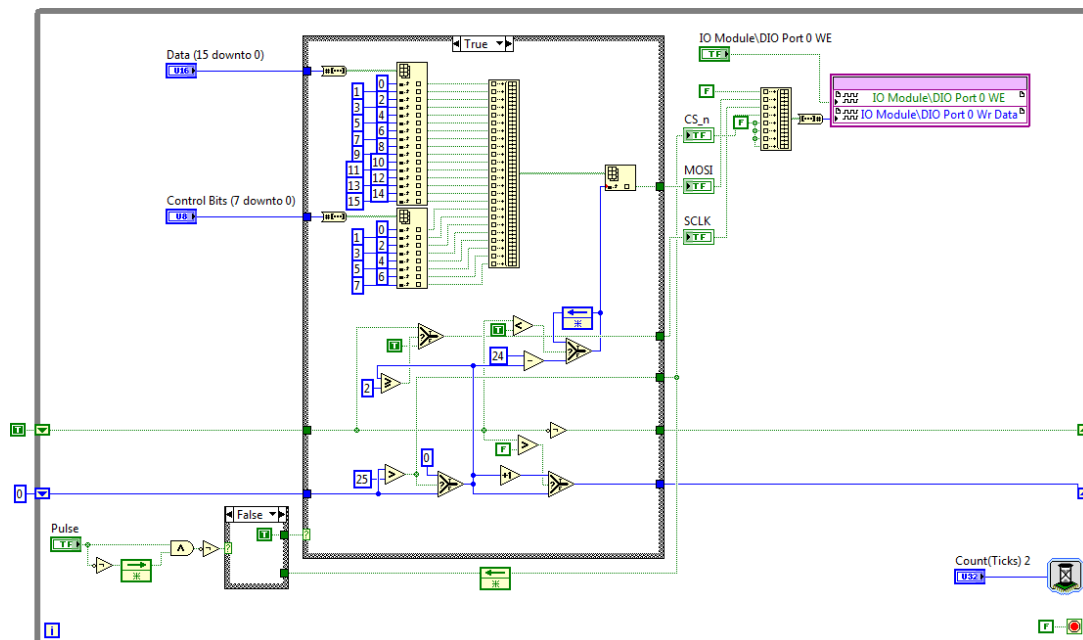 True
IO Module\DIO Port 0 WE
TF
Data (15 downto 0)
U16
0
1
2
3
4
5
6
7
8
9
10
11
12
13
14
15
F
IO Module\DIO Port 0 WE
IO Module\DIO Port 0 Wr Data
CS_n
TF
F
MOSI
TF
Control Bits (7 downto 0)
U8
0
1
2
3
4
5
6
7
SCLK
TF
T
T
24
2
T
F
0
25
+1
0
Pulse
TF
False
T
Count(Ticks) 2
U32
i
F